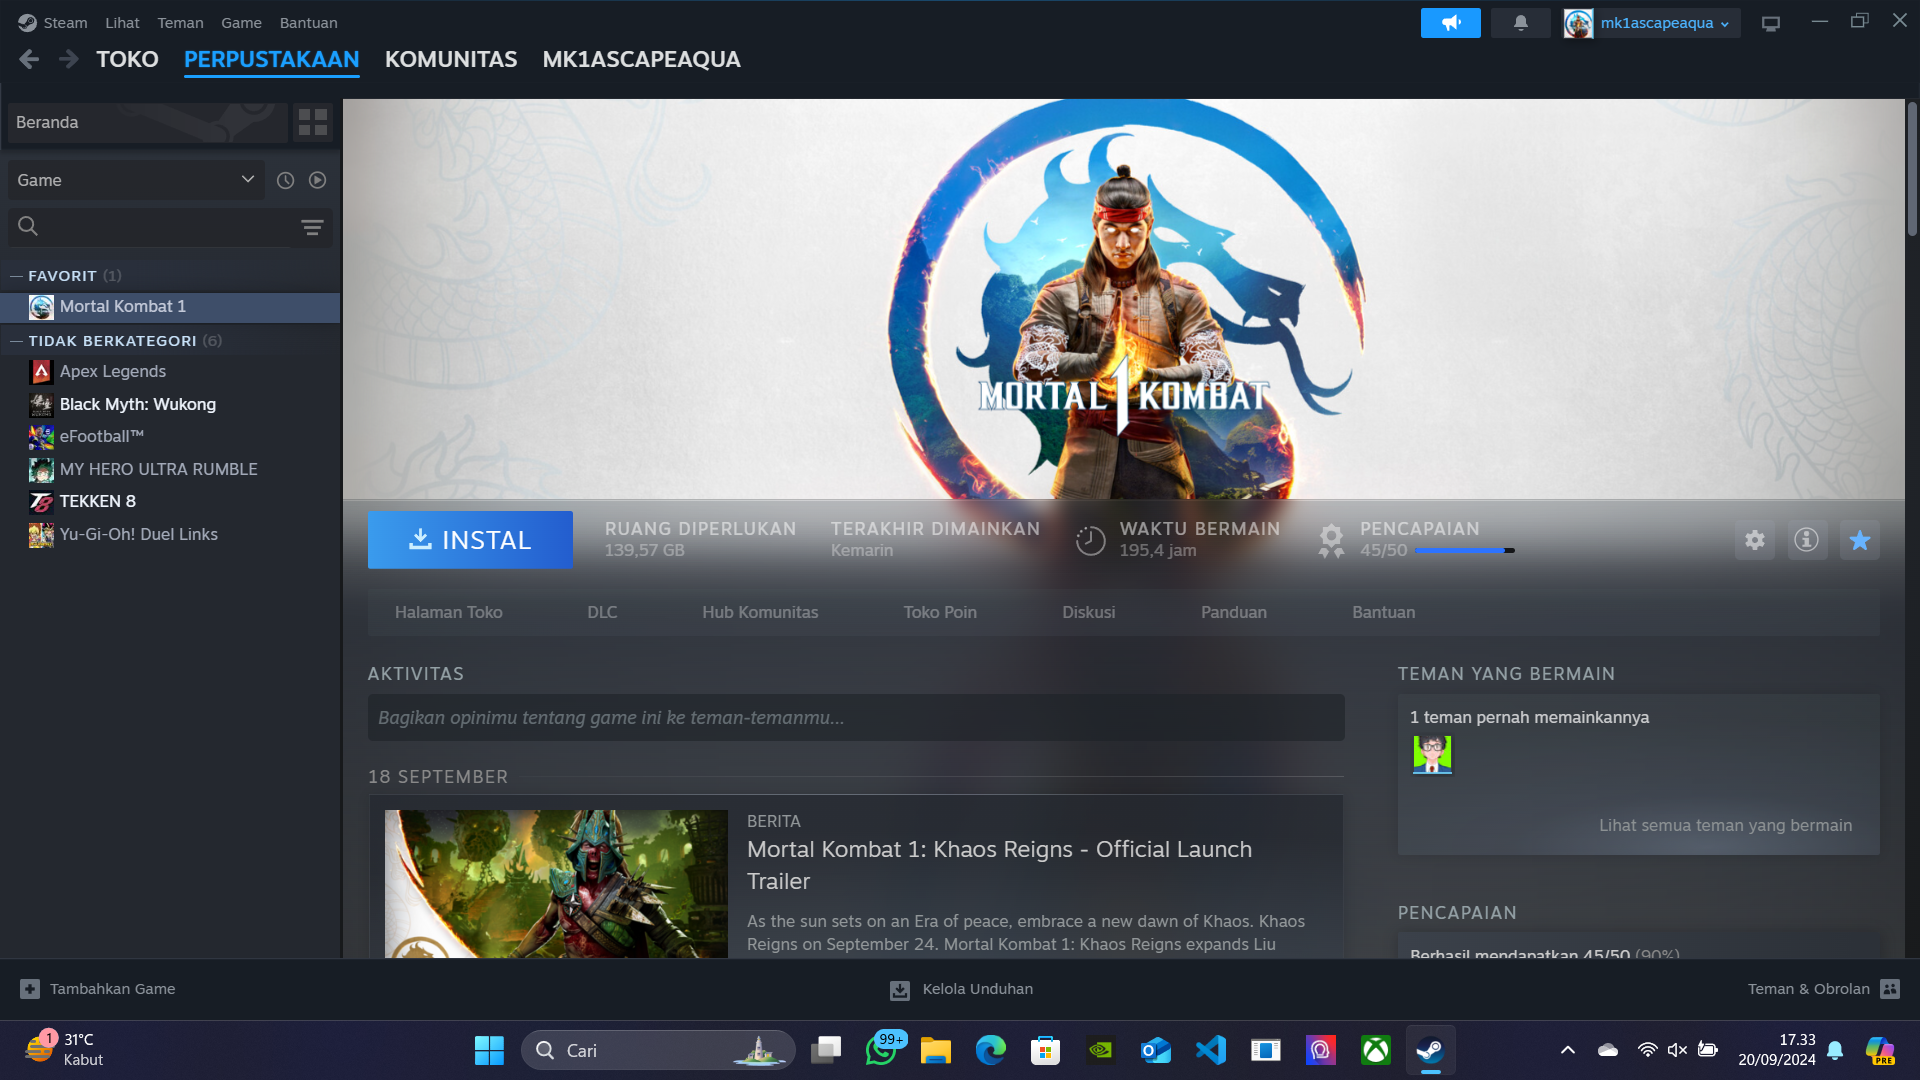 Steam Lihat Teman Game Bantuan
mk1ascapeaqua
TOKO PERPUSTAKAAN KOMUNITAS MK1ASCAPEAQUA
Beranda
Game
— FAVORIT (1)
Mortal Kombat 1
— TIDAK BERKATEGORI (6)
Apex Legends
Black Myth: Wukong
eFootball™
MY HERO ULTRA RUMBLE
TEKKEN 8
Yu-Gi-Oh! Duel Links
MORTAL 1 KOMBAT
INSTAL
RUANG DIPERLUKAN
139,57 GB
TERAKHIR DIMAINKAN
Kemarin
WAKTU BERMAIN
195,4 jam
PENCAPAIAN
45/50
Halaman Toko DLC Hub Komunitas Toko Poin Diskusi Panduan Bantuan
AKTIVITAS
Bagikan opinimu tentang game ini ke teman-temanmu...
18 SEPTEMBER
BERITA
Mortal Kombat 1: Khaos Reigns - Official Launch
Trailer
As the sun sets on an Era of peace, embrace a new dawn of Khaos. Khaos
Reigns on September 24. Mortal Kombat 1: Khaos Reigns expands Liu
TEMAN YANG BERMAIN
1 teman pernah memainkannya
Lihat semua teman yang bermain
PENCAPAIAN
Berhasil mendapatkan 45/50 (90%)
Tambahkan Game
Kelola Unduhan
Teman & Obrolan
1
31°C
Kabut
Cari
99+
17.33
20/09/2024
PRE